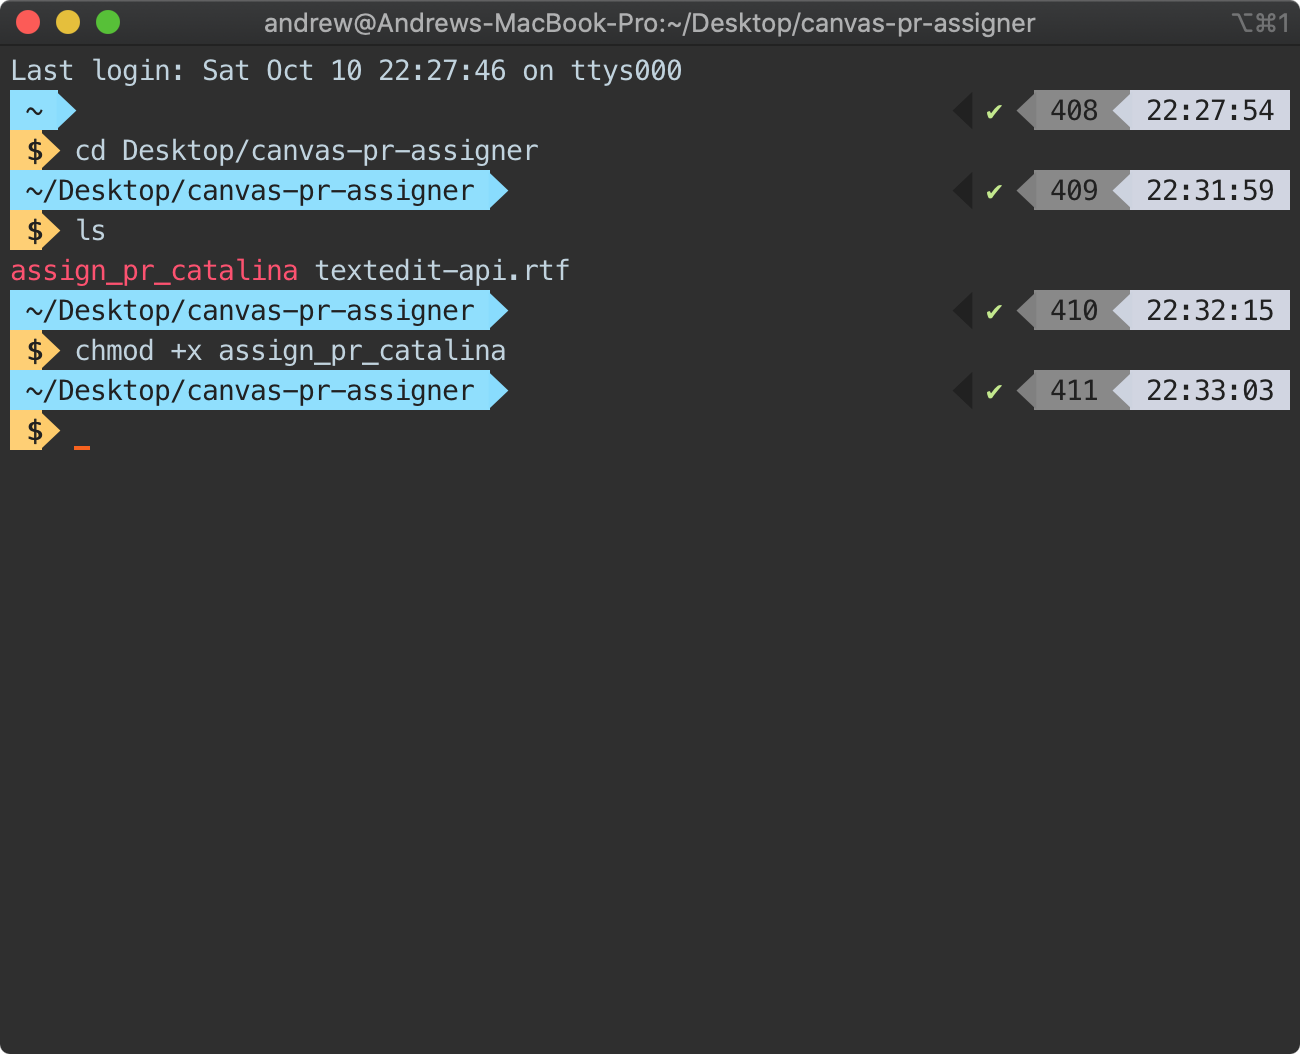 andrew@Andrews-MacBook-Pro:~/Desktop/canvas-pr-assigner ⌥⌘1
Last login: Sat Oct 10 22:27:46 on ttys000
~ ✔ 408 22:27:54
$ cd Desktop/canvas-pr-assigner
~/Desktop/canvas-pr-assigner ✔ 409 22:31:59
$ ls
assign_pr_catalina textedit-api.rtf
~/Desktop/canvas-pr-assigner ✔ 410 22:32:15
$ chmod +x assign_pr_catalina
~/Desktop/canvas-pr-assigner ✔ 411 22:33:03
$ _